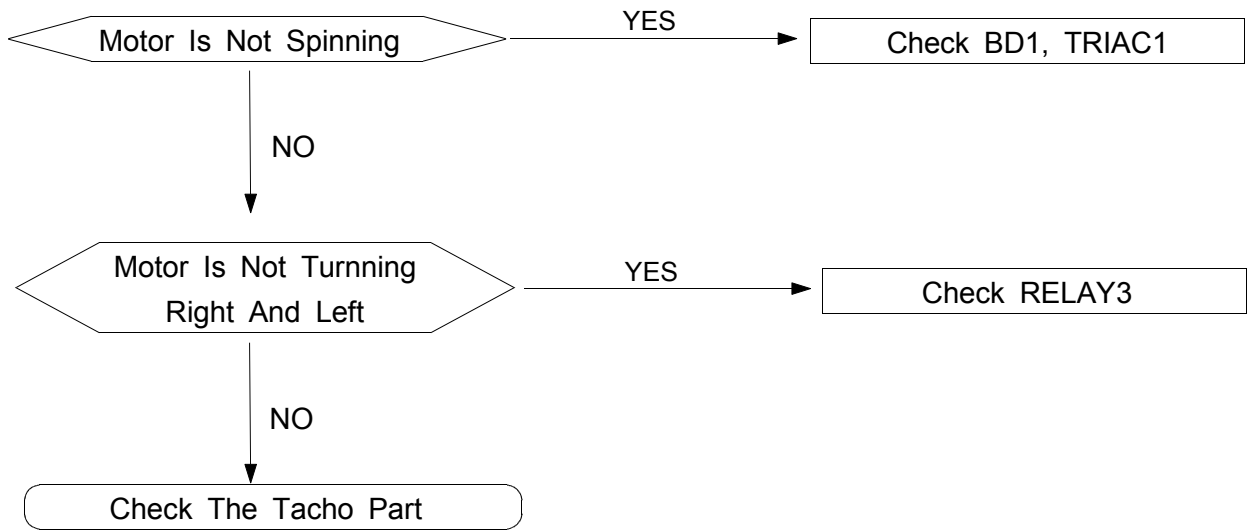 YES
Motor Is Not Spinning
Check BD1, TRIAC1
NO
Motor Is Not Turnning
Right And Left
YES
Check RELAY3
NO
Check The Tacho Part